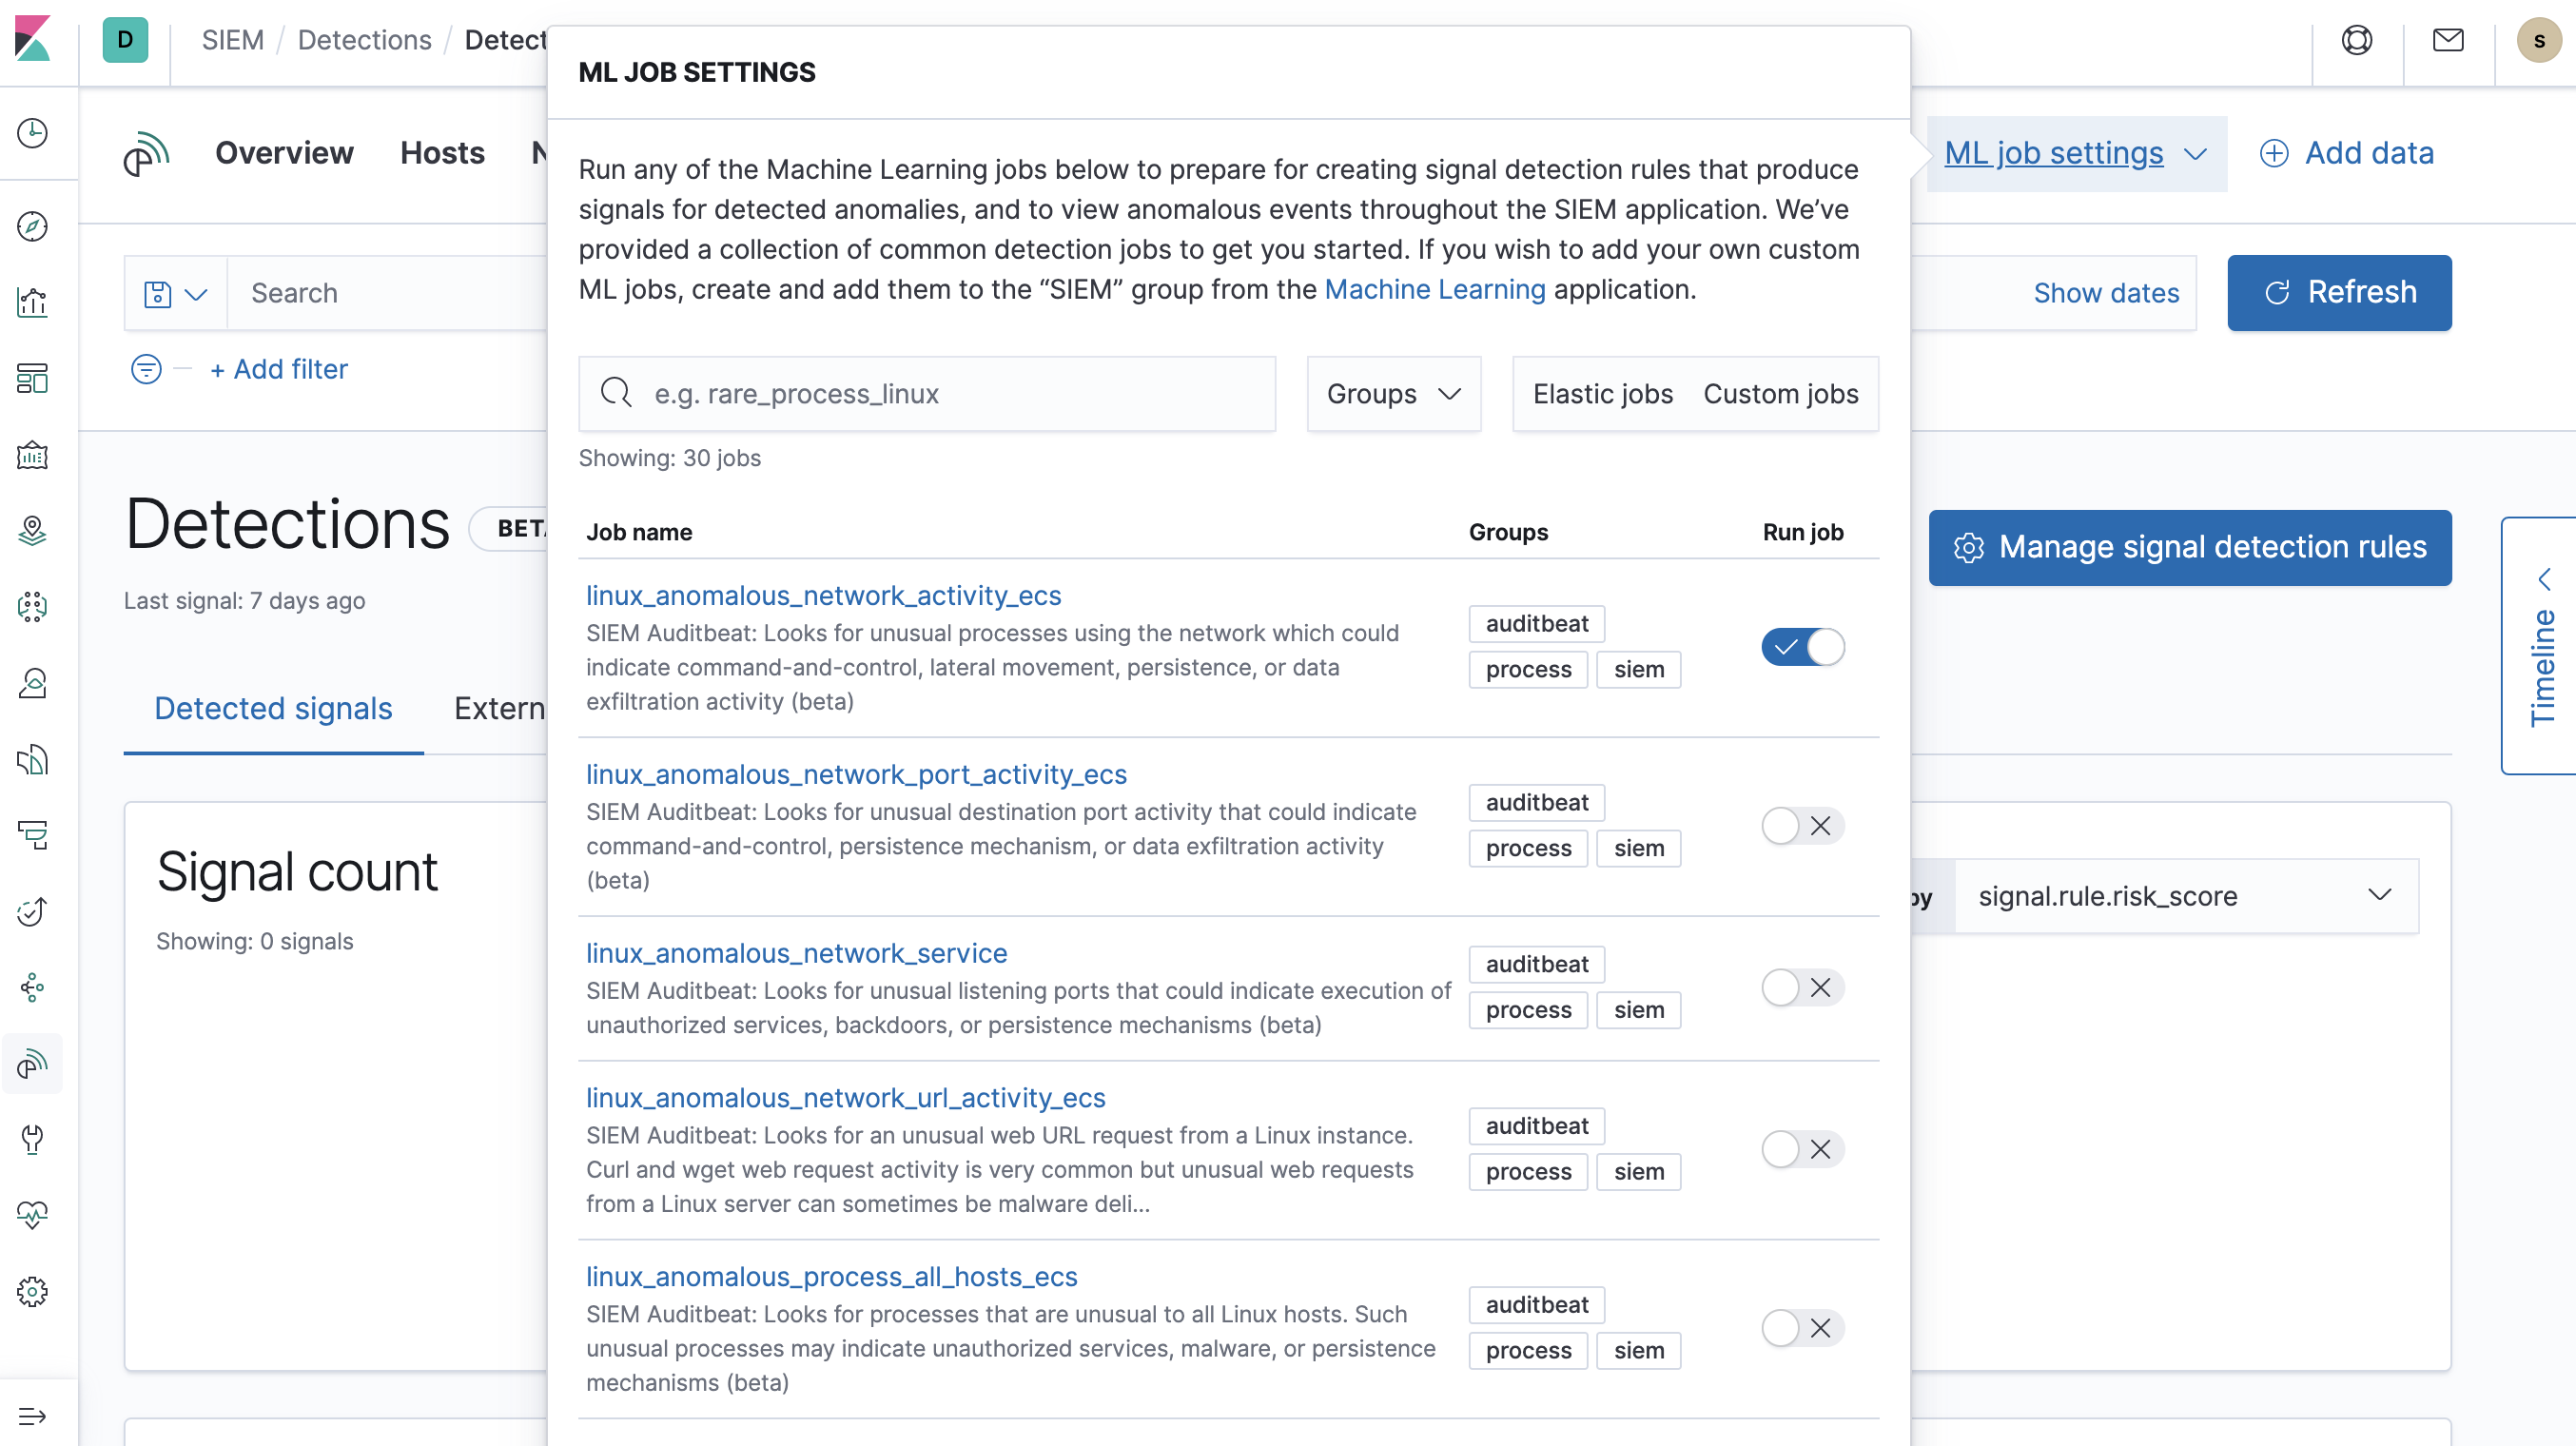 D
SIEM / Detections / Detect
s
ML JOB SETTINGS
Overview
Hosts
N
ML job settings
Add data
Run any of the Machine Learning jobs below to prepare for creating signal detection rules that produce
signals for detected anomalies, and to view anomalous events throughout the SIEM application. We’ve
provided a collection of common detection jobs to get you started. If you wish to add your own custom
ML jobs, create and add them to the “SIEM” group from the Machine Learning application.
Search
Show dates
Refresh
+ Add filter
e.g. rare_process_linux
Groups
Elastic jobs
Custom jobs
Showing: 30 jobs
Detections
BETA
Last signal: 7 days ago
Manage signal detection rules
Timeline
Detected signals
Extern
Signal count
Showing: 0 signals
by
signal.rule.risk_score
Job name
Groups
Run job
linux_anomalous_network_activity_ecs
SIEM Auditbeat: Looks for unusual processes using the network which could
indicate command-and-control, lateral movement, persistence, or data
exfiltration activity (beta)
auditbeat
process siem
linux_anomalous_network_port_activity_ecs
SIEM Auditbeat: Looks for unusual destination port activity that could indicate
command-and-control, persistence mechanism, or data exfiltration activity
(beta)
auditbeat
process siem
linux_anomalous_network_service
SIEM Auditbeat: Looks for unusual listening ports that could indicate execution of
unauthorized services, backdoors, or persistence mechanisms (beta)
auditbeat
process siem
linux_anomalous_network_url_activity_ecs
SIEM Auditbeat: Looks for an unusual web URL request from a Linux instance.
Curl and wget web request activity is very common but unusual web requests
from a Linux server can sometimes be malware deli...
auditbeat
process siem
linux_anomalous_process_all_hosts_ecs
SIEM Auditbeat: Looks for processes that are unusual to all Linux hosts. Such
unusual processes may indicate unauthorized services, malware, or persistence
mechanisms (beta)
auditbeat
process siem